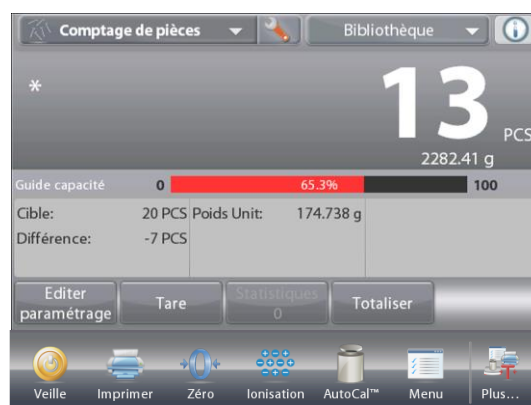 Comptage de pièces
Bibliothèque
*
13 PCS
2282.41 g
Guide capacité 0 65.3% 100
Cible: 20 PCS Poids Unit: 174.738 g
Différence: -7 PCS
Editer paramétrage
Tare
Statistiques 0
Totaliser
Veille Imprimer Zéro Ionisation AutoCal™ Menu Plus...